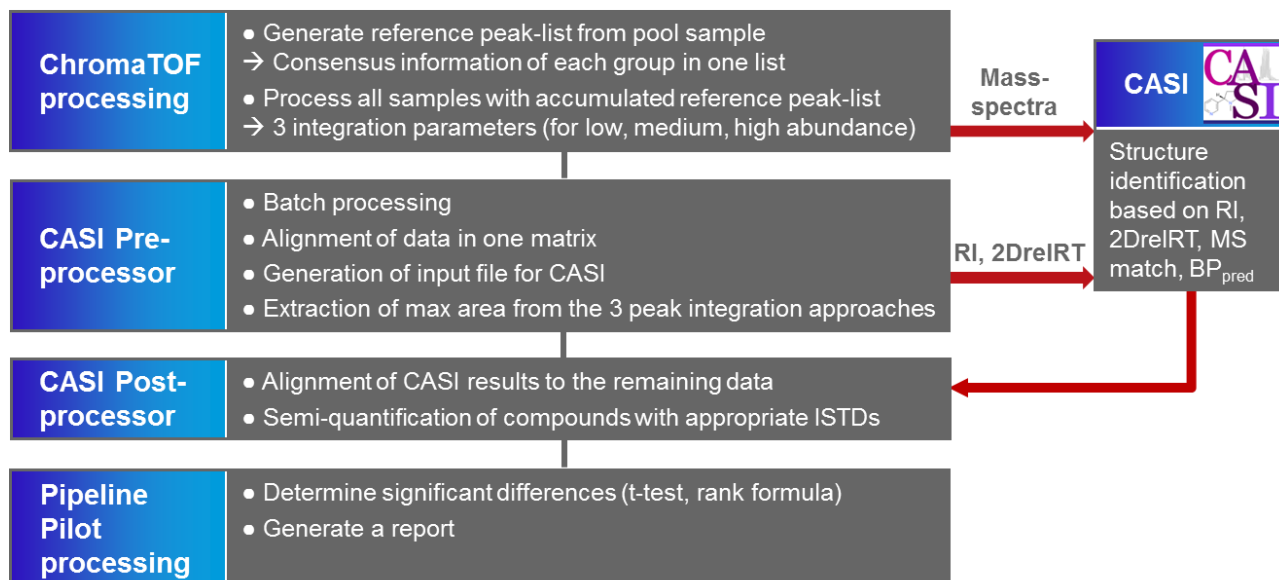 ChromaTOF
processing
● Generate reference peak-list from pool sample
→ Consensus information of each group in one list
● Process all samples with accumulated reference peak-list
→ 3 integration parameters (for low, medium, high abundance)
Mass-
spectra
CASI
CA
SI
Structure
identification
based on RI,
2DrelRT, MS
match, BPpred
CASI Pre-
processor
● Batch processing
● Alignment of data in one matrix
● Generation of input file for CASI
● Extraction of max area from the 3 peak integration approaches
RI, 2DrelRT
CASI Post-
processor
● Alignment of CASI results to the remaining data
● Semi-quantification of compounds with appropriate ISTDs
Pipeline
Pilot
processing
● Determine significant differences (t-test, rank formula)
● Generate a report